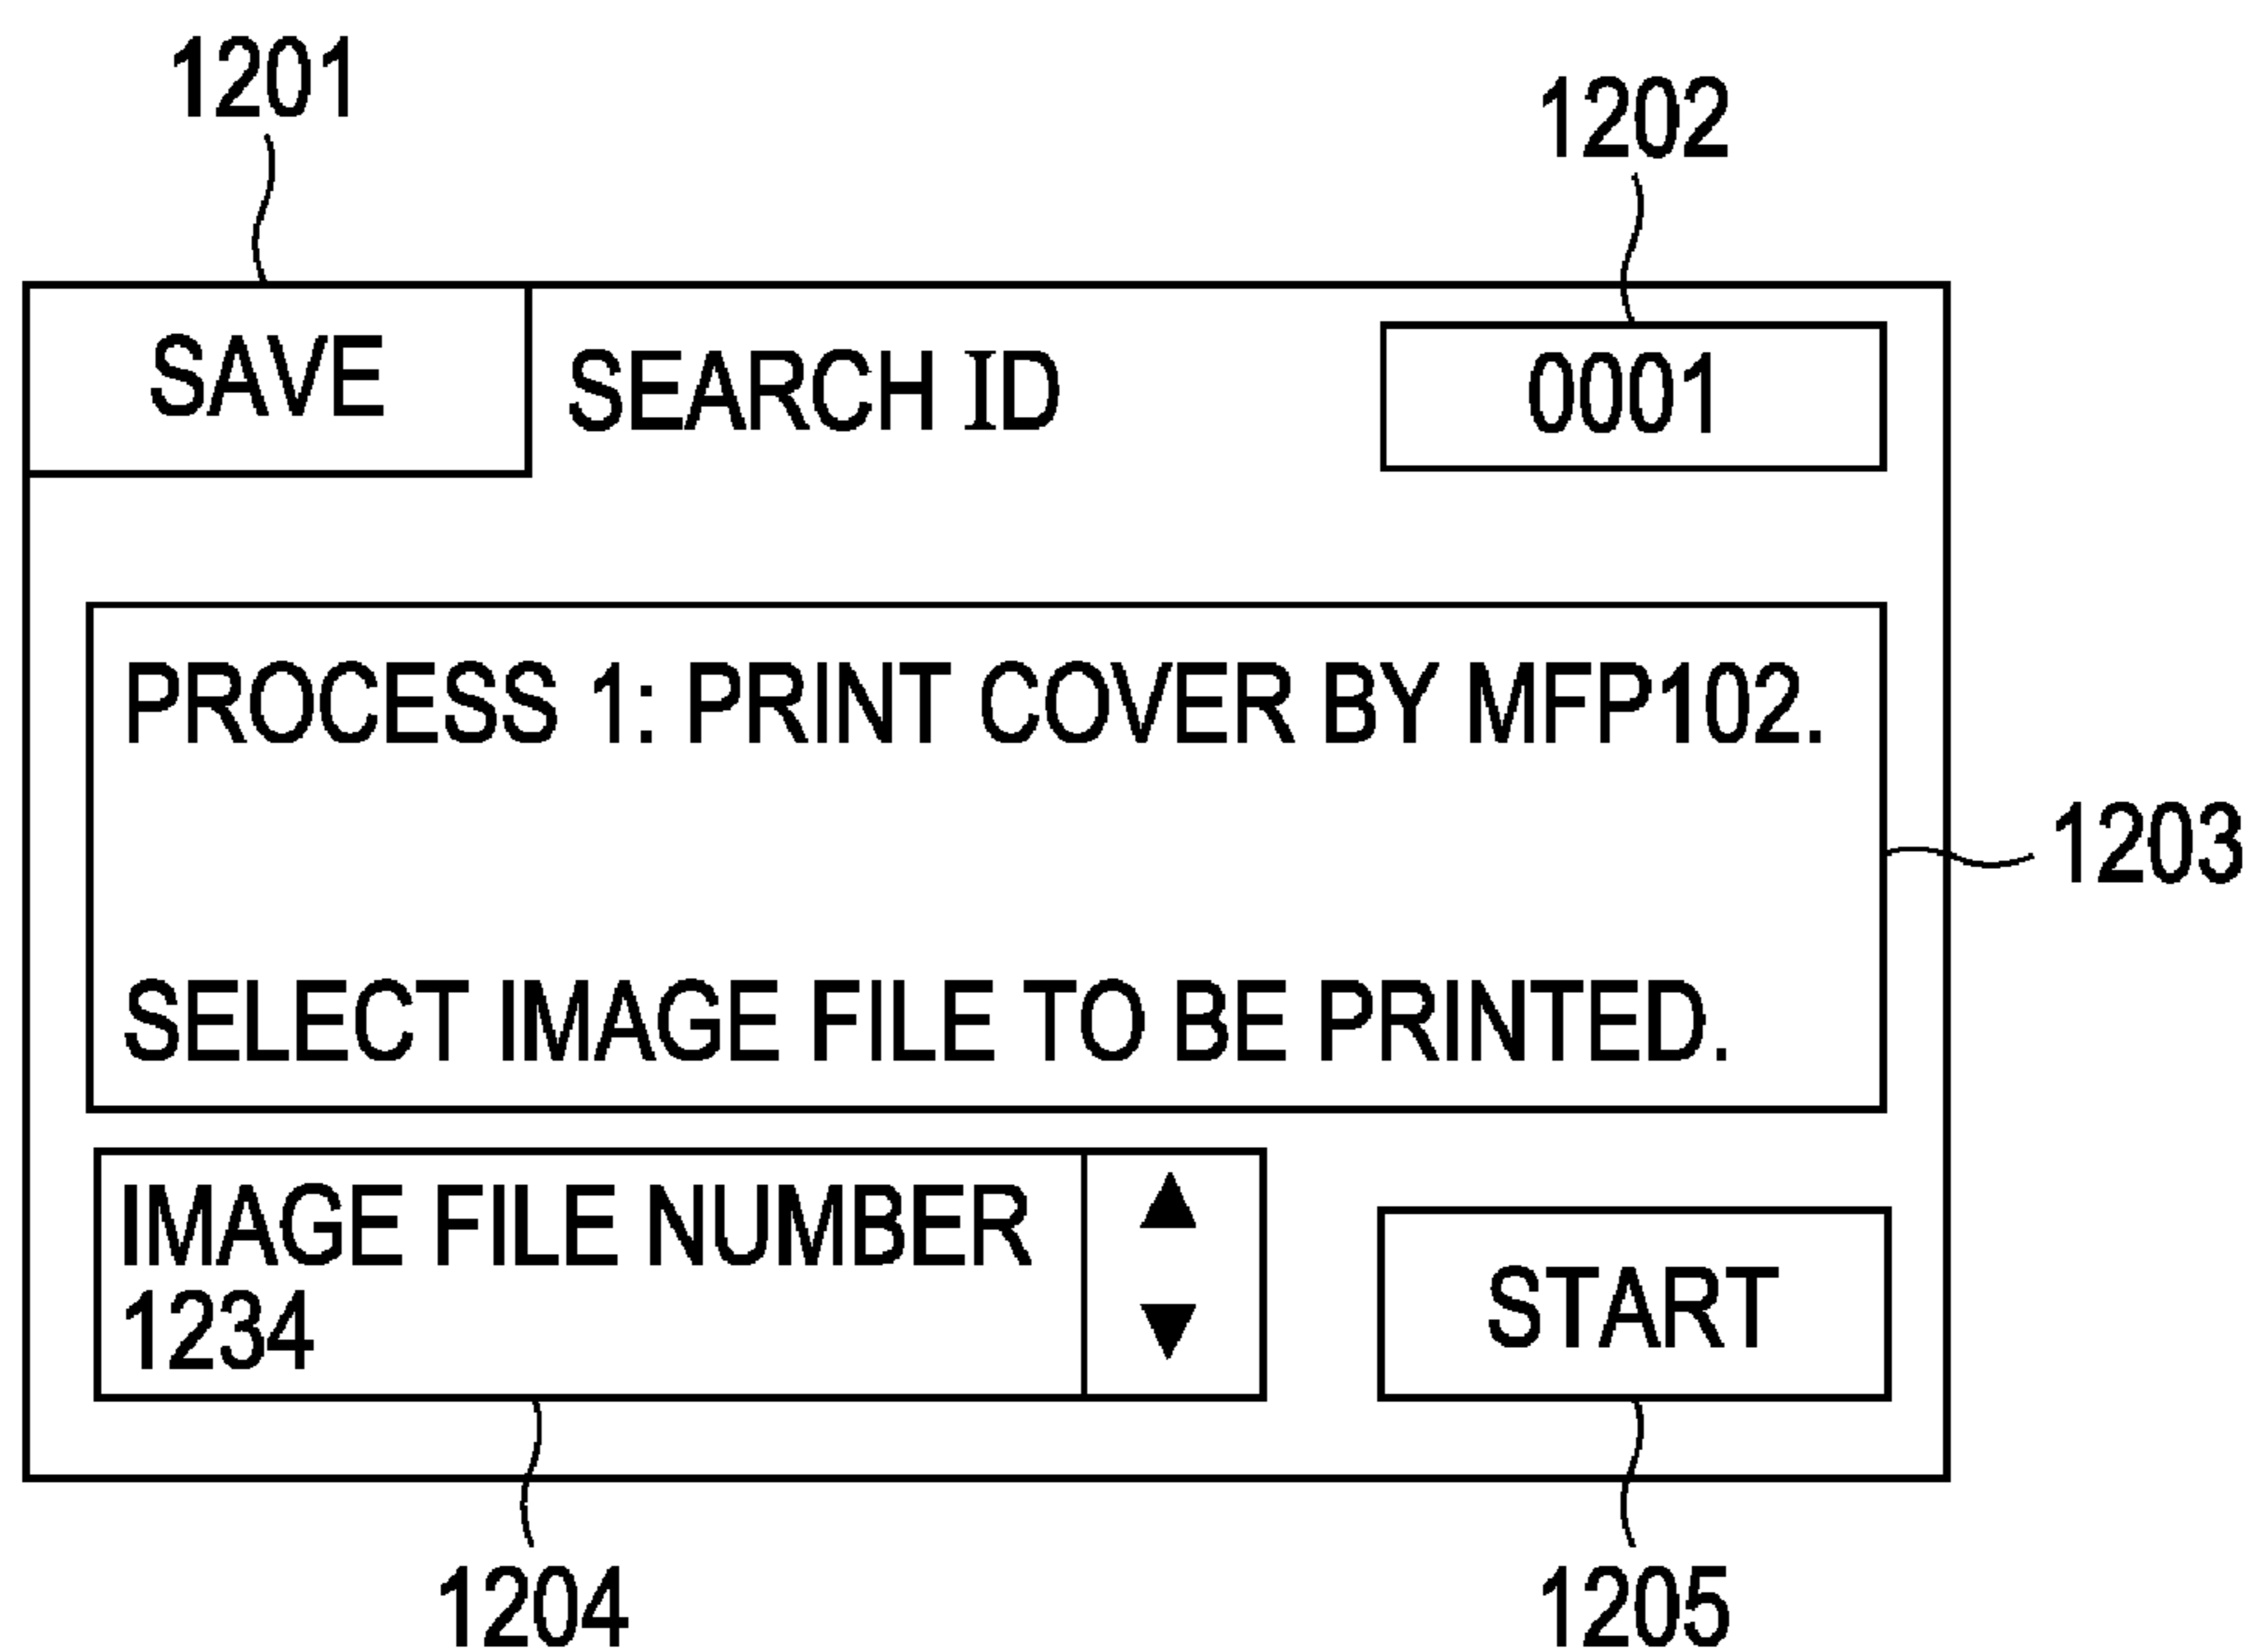 1201
1202
SAVE
SEARCH ID
0001
PROCESS 1: PRINT COVER BY MFP102.
1203
SELECT IMAGE FILE TO BE PRINTED.
IMAGE FILE NUMBER
1234
▲
▼
START
1204
1205